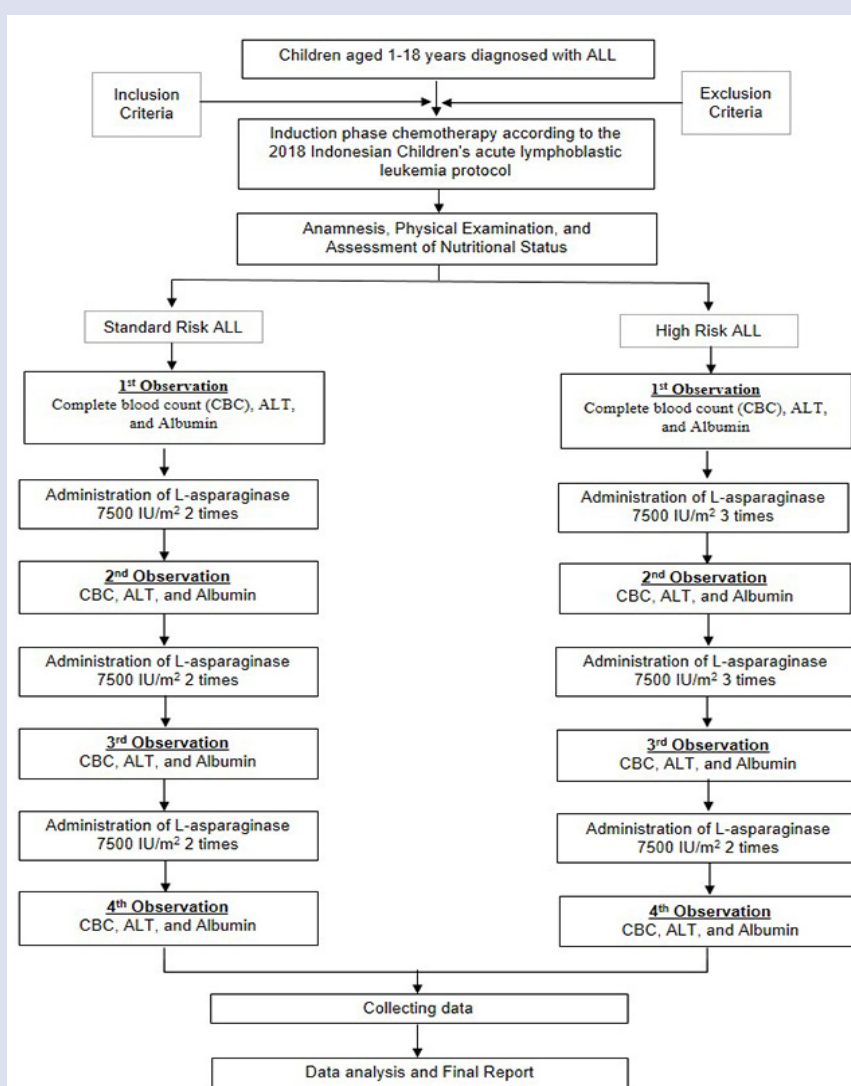 Children aged 1-18 years diagnosed with ALL
Inclusion
Criteria
Exclusion
Criteria
Induction phase chemotherapy according to the
2018 Indonesian Children's acute lymphoblastic
leukemia protocol
Anamnesis, Physical Examination, and
Assessment of Nutritional Status
Standard Risk ALL
1st Observation
Complete blood count (CBC), ALT,
and Albumin
Administration of L-asparaginase
7500 IU/m² 2 times
2nd Observation
CBC, ALT, and Albumin
Administration of L-asparaginase
7500 IU/m² 2 times
3rd Observation
CBC, ALT, and Albumin
Administration of L-asparaginase
7500 IU/m² 2 times
4th Observation
CBC, ALT, and Albumin
High Risk ALL
1st Observation
Complete blood count (CBC), ALT,
and Albumin
Administration of L-asparaginase
7500 IU/m² 3 times
2nd Observation
CBC, ALT, and Albumin
Administration of L-asparaginase
7500 IU/m² 3 times
3rd Observation
CBC, ALT, and Albumin
Administration of L-asparaginase
7500 IU/m² 2 times
4th Observation
CBC, ALT, and Albumin
Collecting data
Data analysis and Final Report